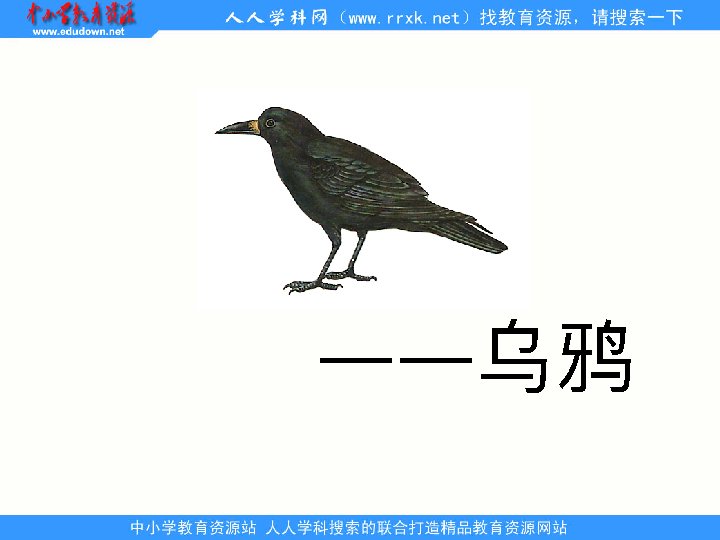 中小学教育资源
www.edudown.net
人人学科网（www.rrxk.net）找教育资源，请搜索一下
——乌鸦
中小学教育资源站 人人学科搜索的联合打造精品教育资源网站